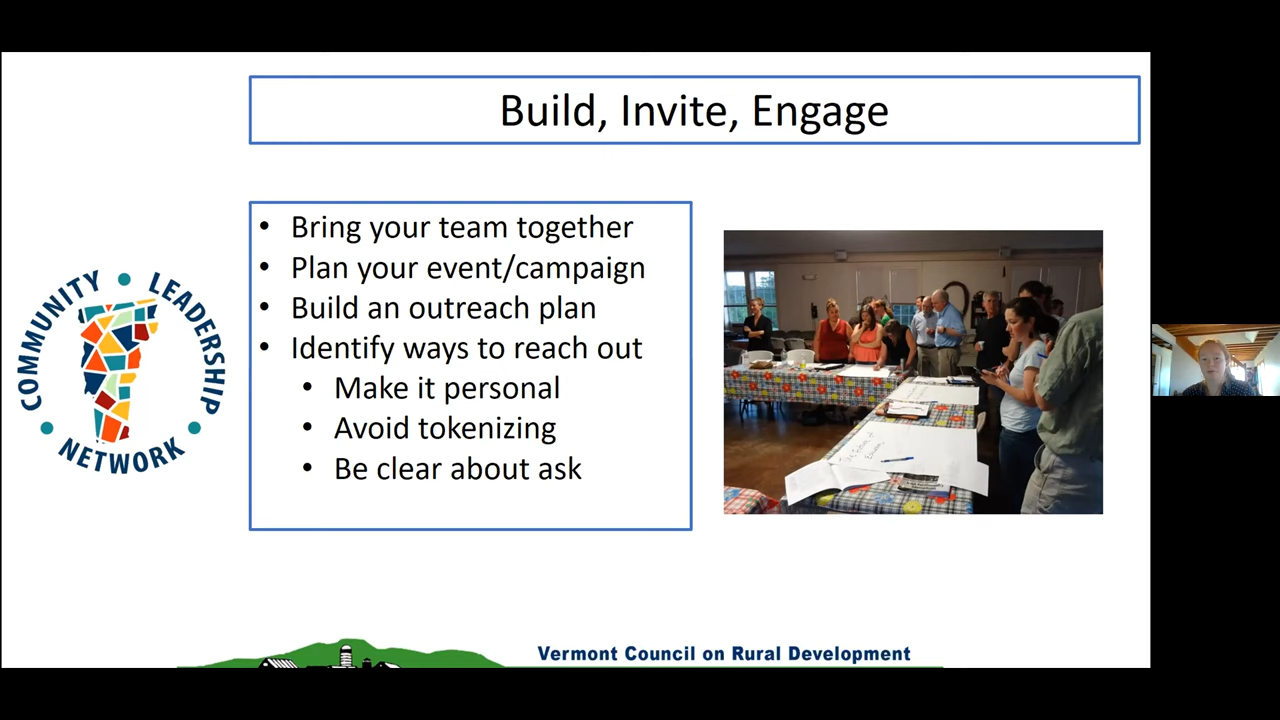 Build, Invite, Engage
• Bring your team together
• Plan your event/campaign
• Build an outreach plan
• Identify ways to reach out
• Make it personal
• Avoid tokenizing
• Be clear about ask
COMMUNITY • LEADERSHIP • NETWORK •
Vermont Council on Rural Development